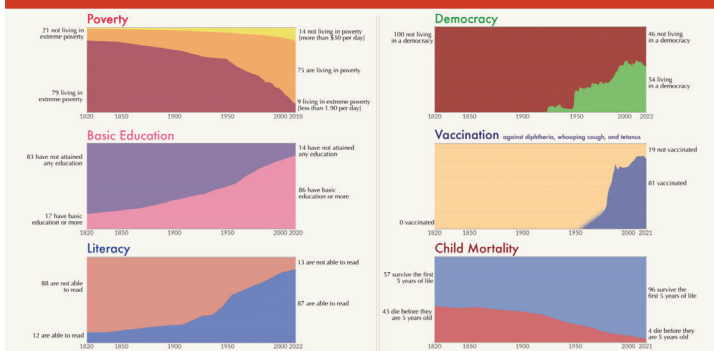 Poverty
21 not living in
extreme poverty
79 living in
extreme poverty
14 not living in poverty
(more than $30 per day)
75 are living in poverty
9 living in extreme poverty
(less than 1.90 per day)
1820 1850 1900 1950 2000 2018
Basic Education
83 have not attained
any education
17 have basic
education or more
14 have not attained
any education
86 have basic
education or more
1820 1850 1900 1950 2000 2020
Literacy
88 are not able
to read
12 are able to read
13 are not able to read
87 are able to read
1820 1850 1900 1950 2000 2022
Democracy
100 not living
in a democracy
46 not living
in a democracy
54 living
in a democracy
1820 1850 1900 1950 2000 2022
Vaccination against diphtheria, whooping cough, and tetanus
0 vaccinated
19 not vaccinated
81 vaccinated
1820 1850 1900 1950 2000 2021
Child Mortality
57 survive the first
5 years of life
43 die before they
are 5 years old
96 survive the
first 5 years of life
4 die before they
are 5 years old
1820 1850 1900 1950 2000 2021